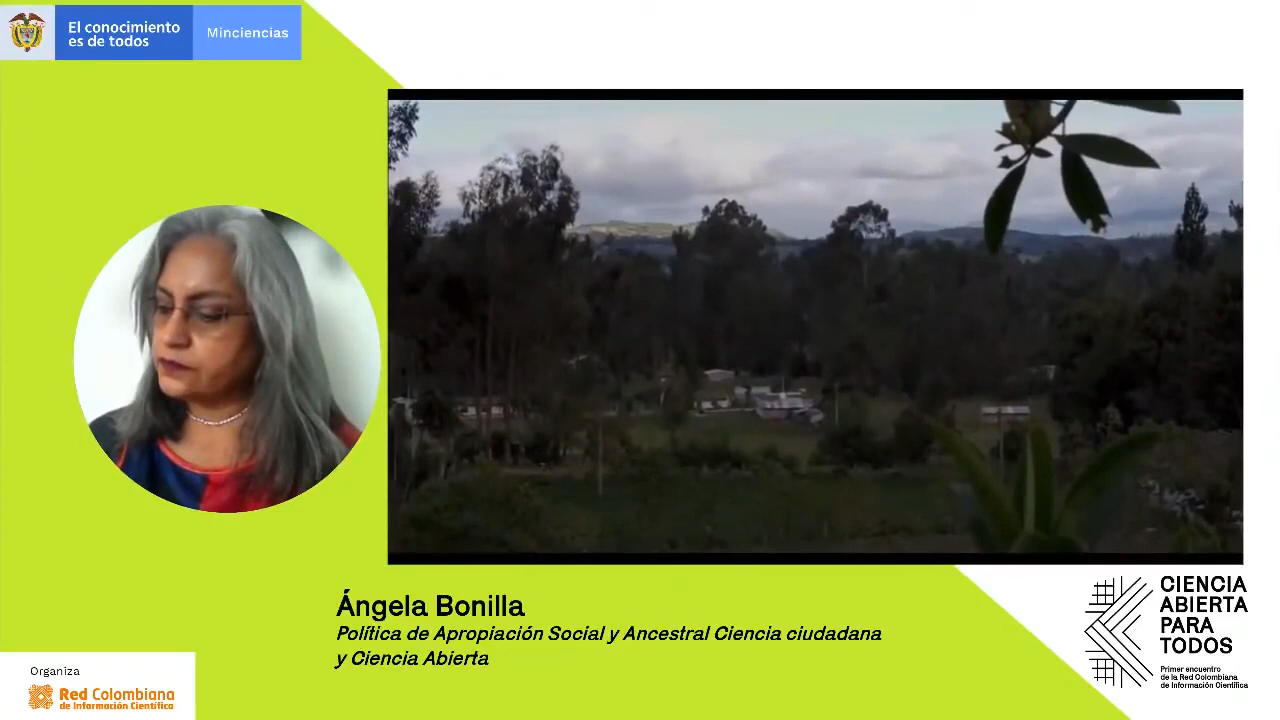 El conocimiento
es de todos
Minciencias
Ángela Bonilla
Política de Apropiación Social y Ancestral Ciencia ciudadana
y Ciencia Abierta
CIENCIA
ABIERTA
PARA
TODOS
Primer encuentro
de la Red Colombiana
de Información Científica
Organiza
Red Colombiana
de Información Científica